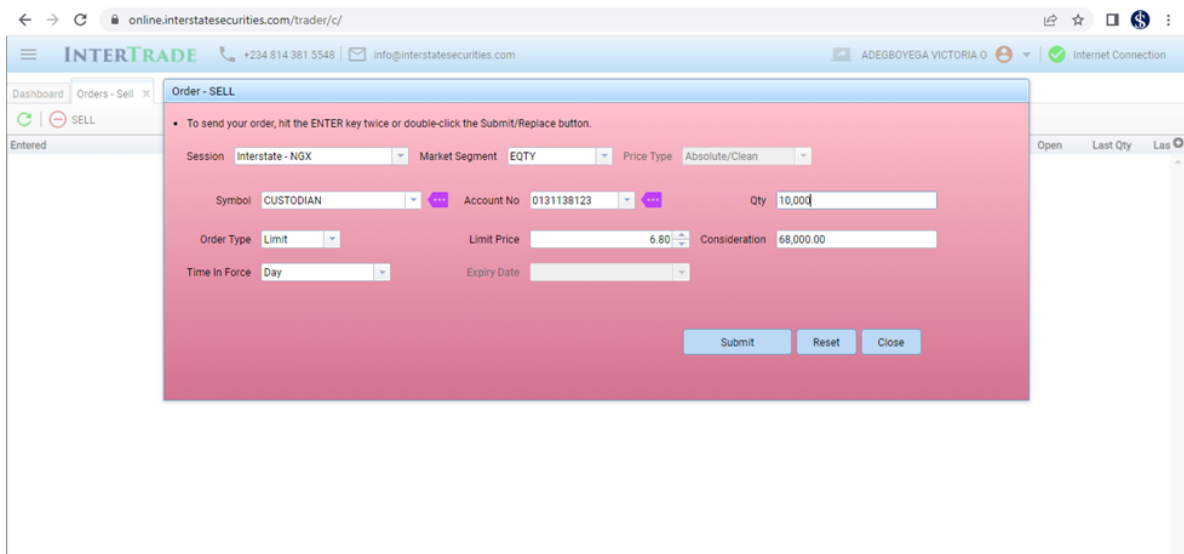 online.interstatesecurities.com/trader/c/
INTERTRADE +234 814 381 5548 info@interstatesecurities.com ADEGBOYEGA VICTORIA O Internet Connection
Dashboard Orders - Sell × Order - SELL
SELL • To send your order, hit the ENTER key twice or double-click the Submit/Replace button.
Entered Open Last Qty Las
Session Interstate - NGX Market Segment EQTY Price Type Absolute/Clean
Symbol CUSTODIAN Account No 0131138123 Qty 10,000
Order Type Limit Limit Price 6.80 Consideration 68,000.00
Time In Force Day Expiry Date
Submit Reset Close